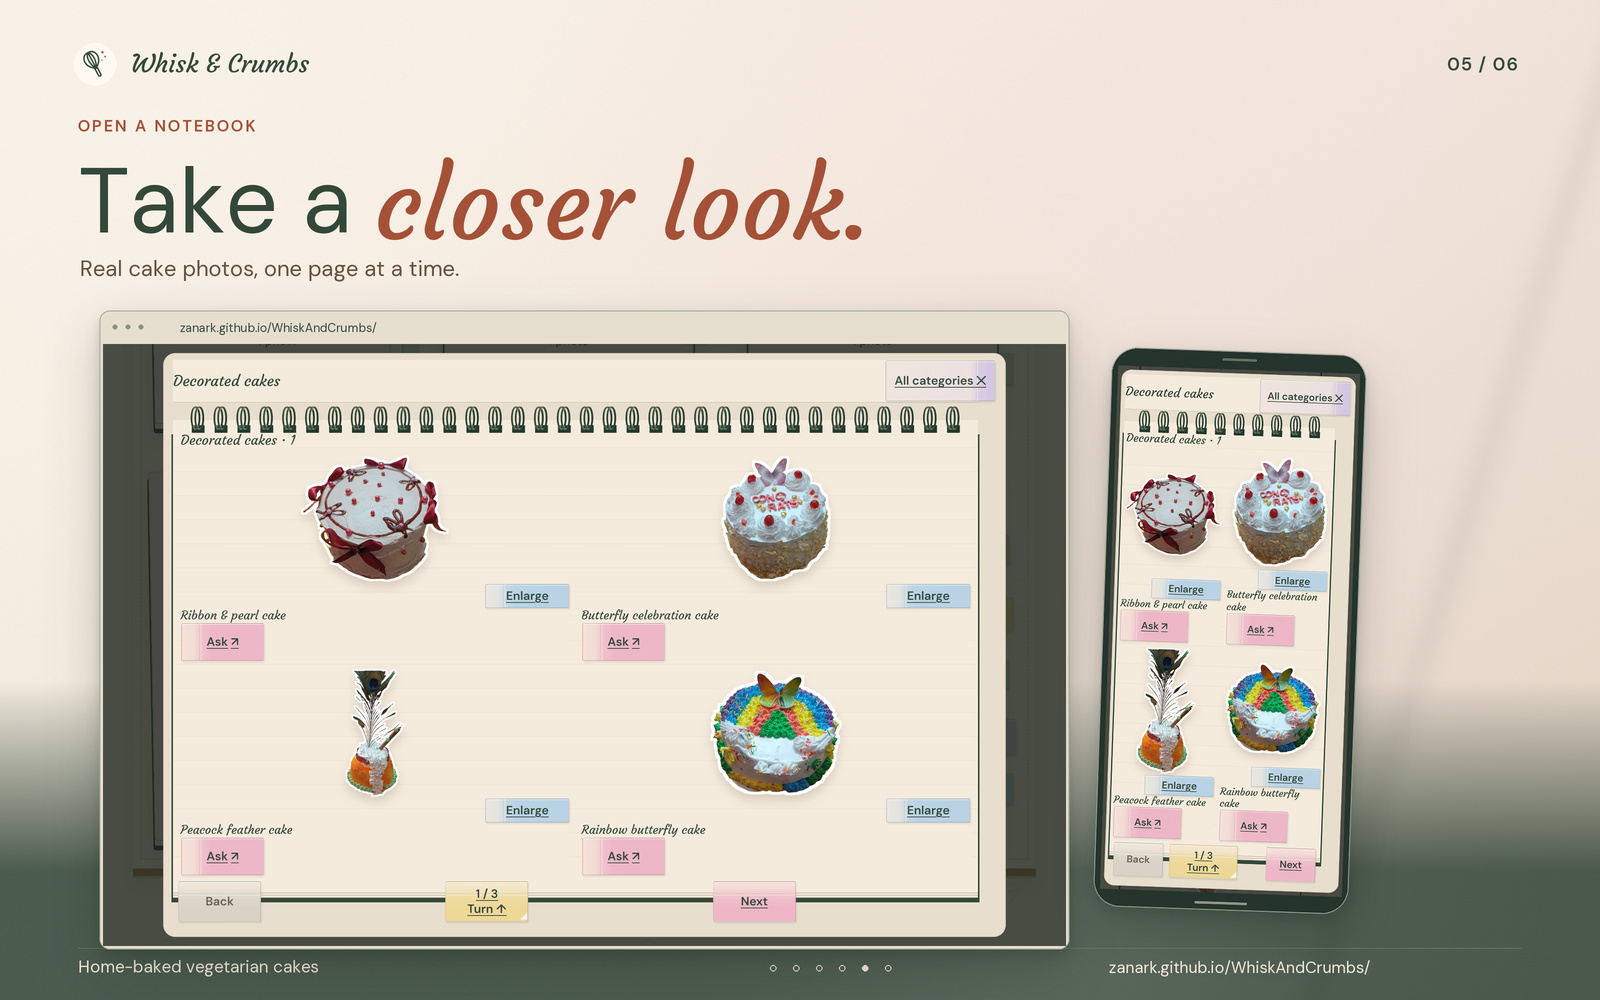 Whisk & Crumbs
05 / 06
OPEN A NOTEBOOK
Take a closer look.
Real cake photos, one page at a time.
zanark.github.io/WhiskAndCrumbs/
Decorated cakes
All categories ×
Decorated cakes · 1
CONG
RATS
Enlarge
Enlarge
Ribbon & pearl cake
Butterfly celebration cake
Ask ↗
Ask ↗
Enlarge
Enlarge
Peacock feather cake
Rainbow butterfly cake
Ask ↗
Ask ↗
Back
1 / 3
Turn ↑
Next
Decorated cakes
All categories ×
Decorated cakes · 1
CONG
RATS
Enlarge
Enlarge
Ribbon & pearl cake
Butterfly celebration
cake
Ask ↗
Ask ↗
Enlarge
Enlarge
Peacock feather cake
Rainbow butterfly
cake
Ask ↗
Ask ↗
Back
1 / 3
Turn ↑
Next
Home-baked vegetarian cakes
zanark.github.io/WhiskAndCrumbs/